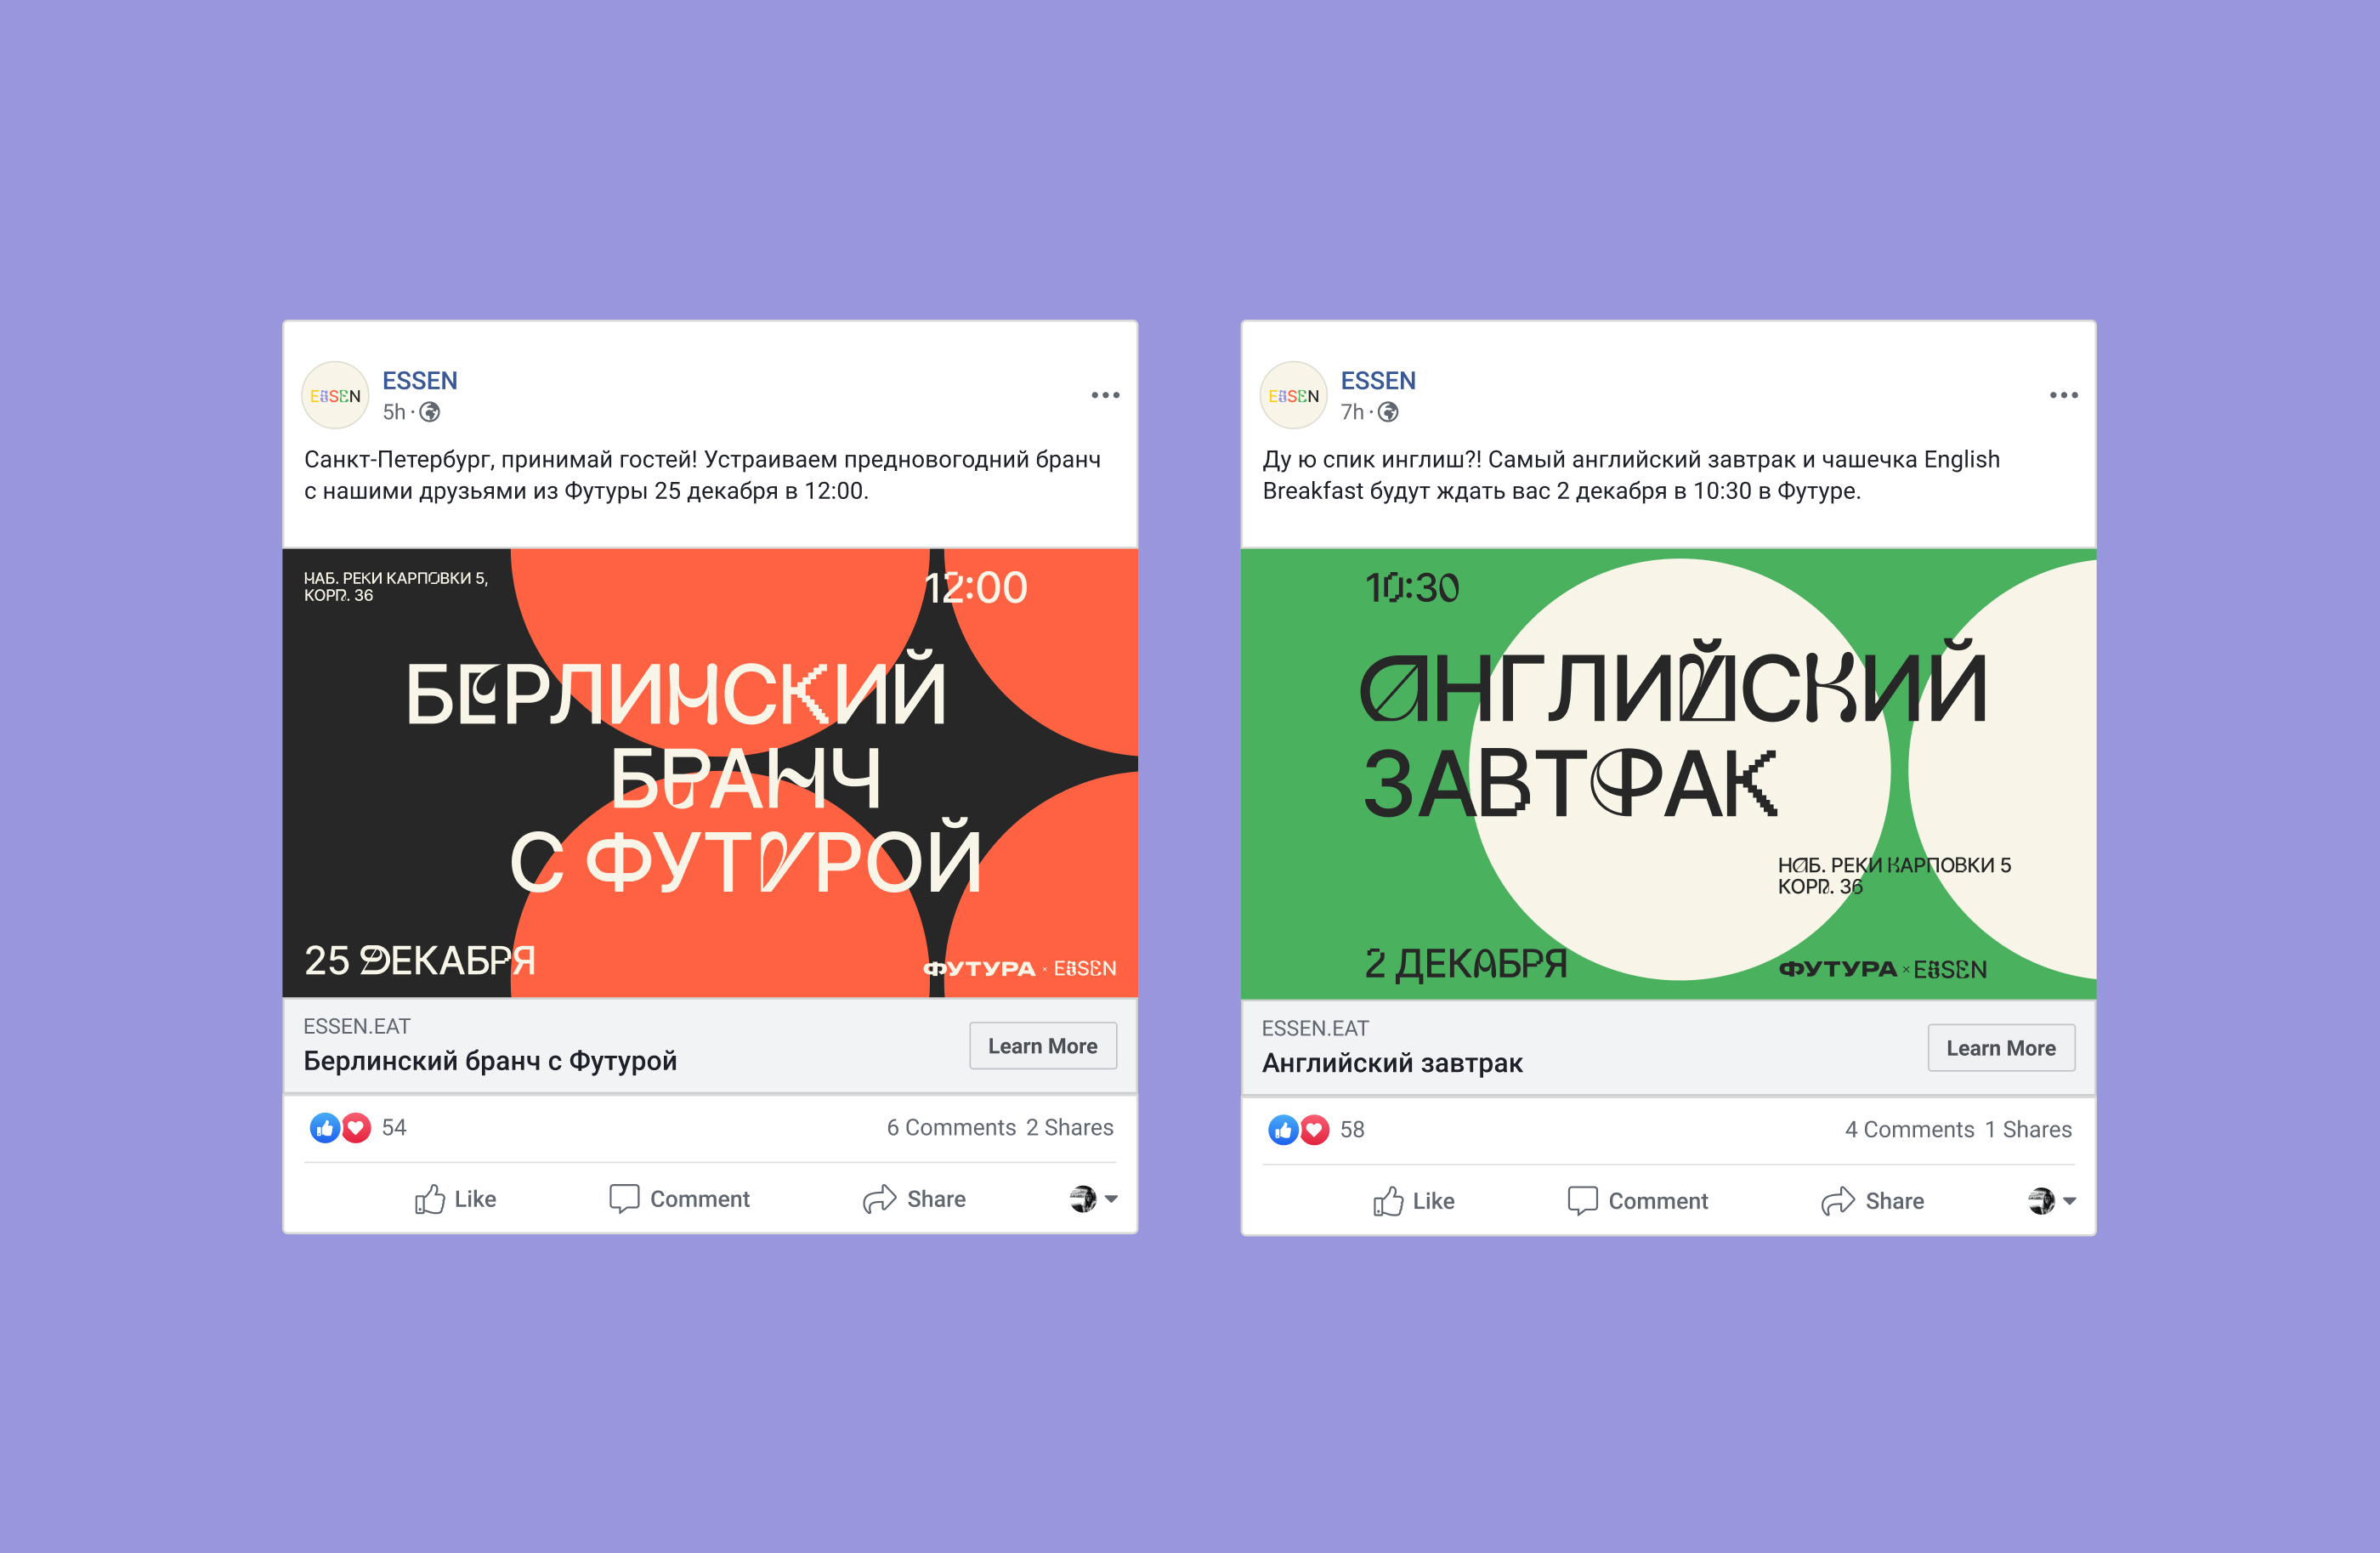 ESSEN
ESSEN
5h ·
Санкт-Петербург, принимай гостей! Устраиваем предновогодний бранч
с нашими друзьями из Футуры 25 декабря в 12:00.
НАБ. РЕКИ КАРПОВКИ 5,
КОРП. 36
12:00
БЕРЛИНСКИЙ
БРАНЧ
С ФУТУРОЙ
25 ДЕКАБРЯ
ФУТУРА × ESSEN
ESSEN.EAT
Берлинский бранч с Футурой
Learn More
54
6 Comments 2 Shares
Like Comment Share
ESSEN
ESSEN
7h ·
Ду ю спик инглиш?! Самый английский завтрак и чашечка English
Breakfast будут ждать вас 2 декабря в 10:30 в Футуре.
10:30
АНГЛИЙСКИЙ
ЗАВТРАК
НАБ. РЕКИ КАРПОВКИ 5
КОРП. 36
2 ДЕКАБРЯ
ФУТУРА × ESSEN
ESSEN.EAT
Английский завтрак
Learn More
58
4 Comments 1 Shares
Like Comment Share